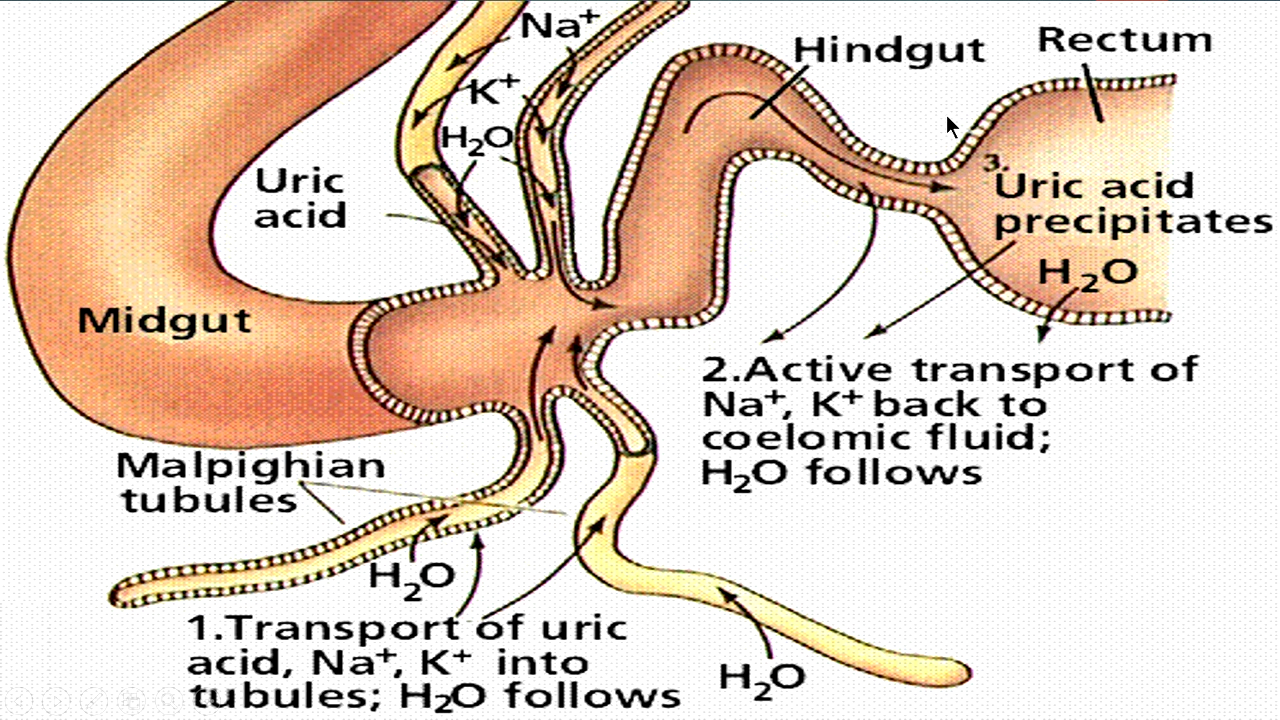 Na⁺
K⁺
H₂O
Hindgut
Rectum
Uric
acid
3.
Uric acid
precipitates
H₂O
Midgut
2.Active transport of
Na⁺, K⁺ back to
coelomic fluid;
H₂O follows
Malpighian
tubules
H₂O
1.Transport of uric
acid, Na⁺, K⁺ into
tubules; H₂O follows
H₂O